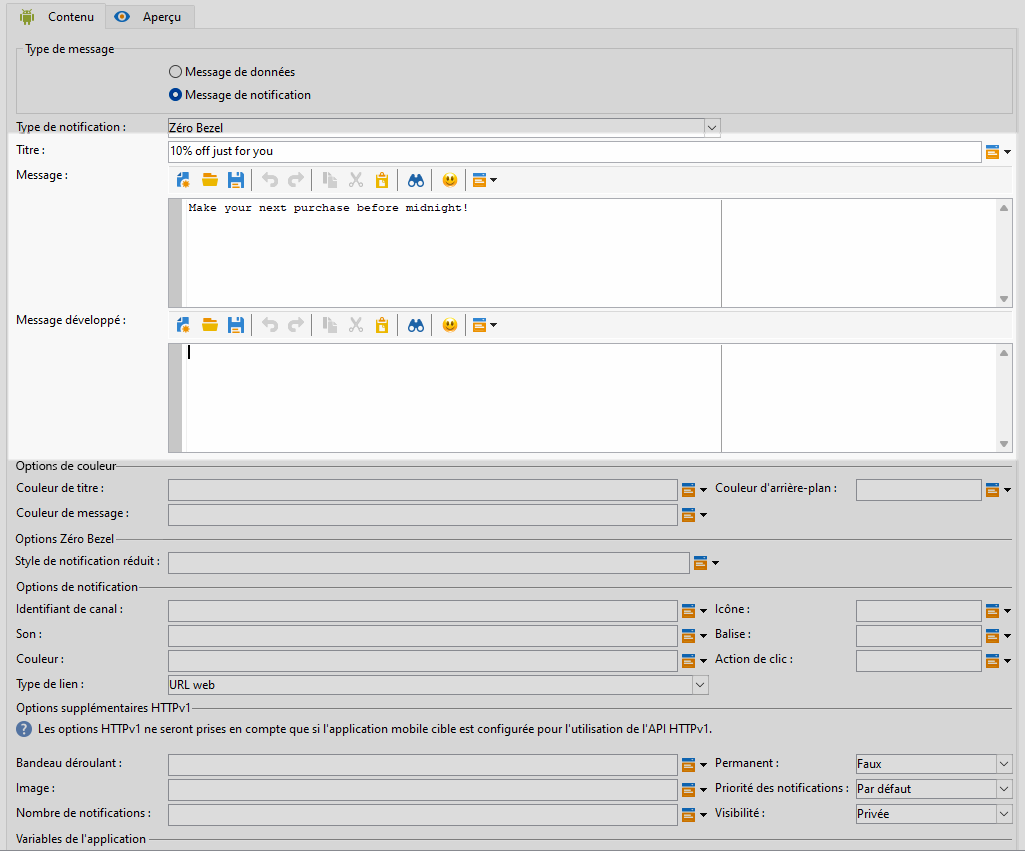 Contenu Aperçu
Type de message
Message de données
Message de notification
Type de notification : Zéro Bezel
Titre : 10% off just for you
Message :
Make your next purchase before midnight!
Message développé :
Options de couleur
Couleur de titre : Couleur d'arrière-plan :
Couleur de message :
Options Zéro Bezel
Style de notification réduit :
Options de notification
Identifiant de canal : Icône :
Son : Balise :
Couleur : Action de clic :
Type de lien : URL web
Options supplémentaires HTTPv1
? Les options HTTPv1 ne seront prises en compte que si l'application mobile cible est configurée pour l'utilisation de l'API HTTPv1.
Bandeau déroulant : Permanent : Faux
Image : Priorité des notifications : Par défaut
Nombre de notifications : Visibilité : Privée
Variables de l'application